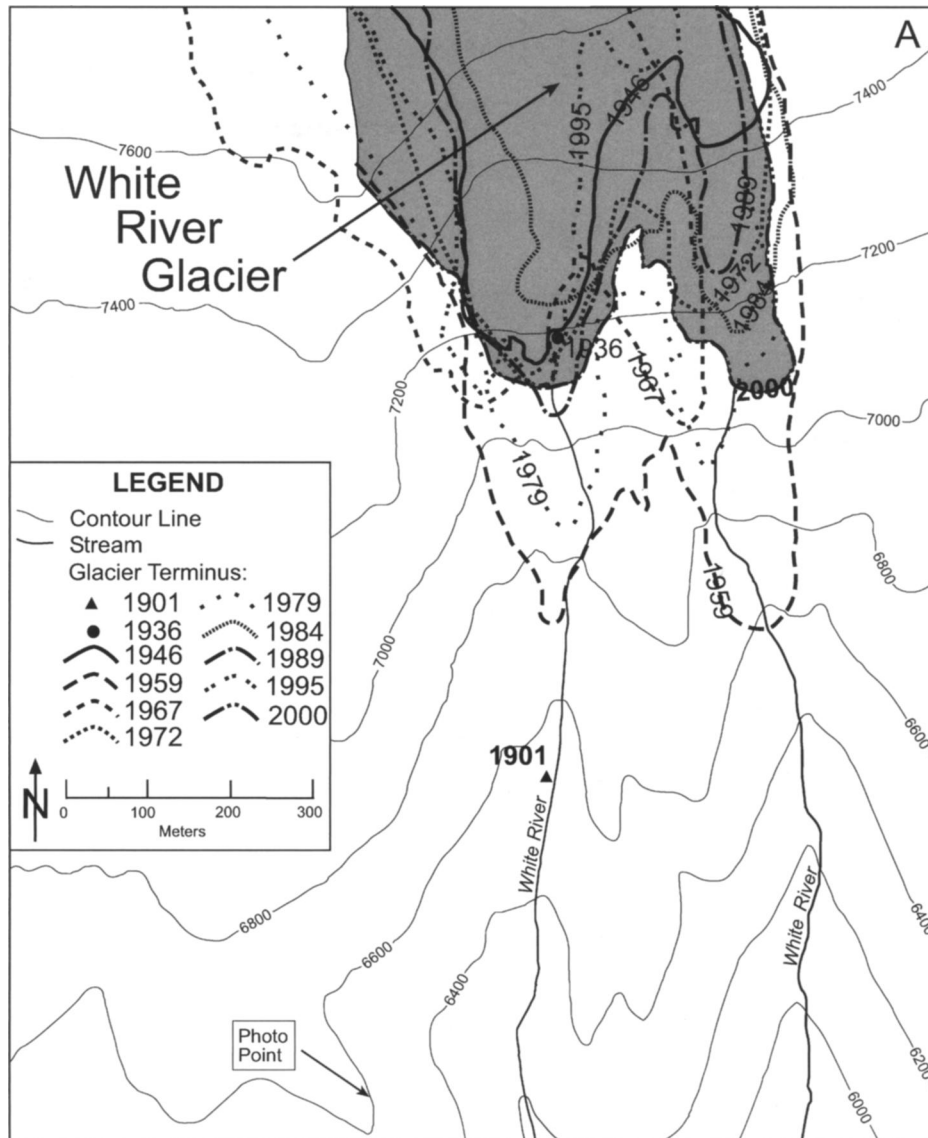 A
7400
7600
White
River
Glacier
1995
1946
1989
7200
1972
1984
7400
1936
1967
2000
7200
7000
1979
6800
1959
LEGEND
Contour Line
Stream
Glacier Terminus:
1901
1936
1946
1959
1967
1972
1979
1984
1989
1995
2000
N
0 100 200 300
Meters
7000
6600
1901
White River
White River
6800
6600
6400
6400
6200
6000
Photo
Point